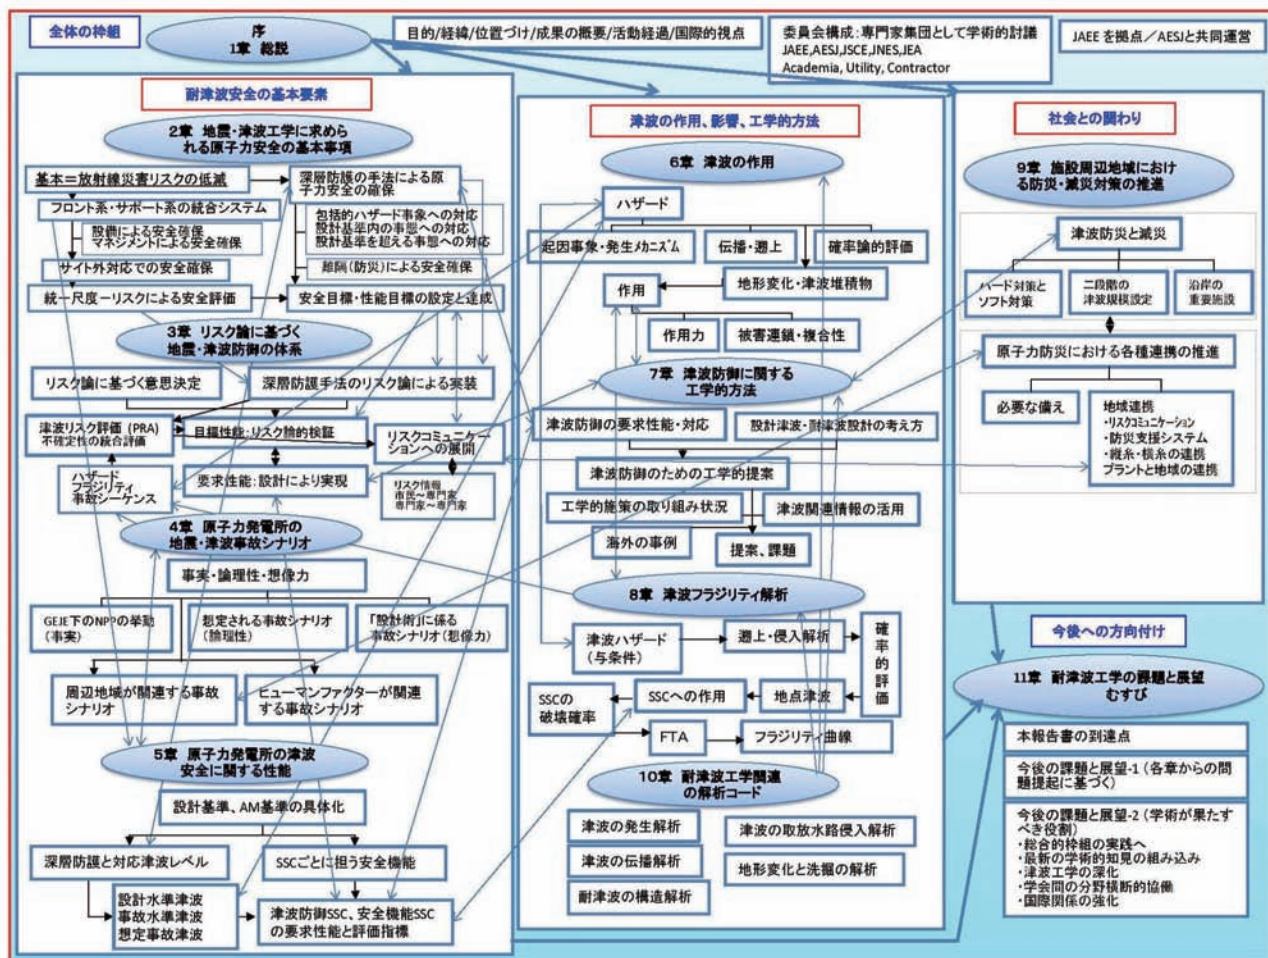 全体の枠組
序
1章 総説
目的/経緯/位置づけ/成果の概要/活動経過/国際的視点
委員会構成:専門家集団として学術的討議
JAEE,AESJ,JSCE,JNES,JEA
Academia, Utility, Contractor
JAEEを拠点／AESJと共同運営
耐津波安全の基本要素
2章 地震・津波工学に求めら
れる原子力安全の基本事項
基本＝放射線災害リスクの低減
深層防護の手法による原
子力安全の確保
フロント系・サポート系の統合システム
設備による安全確保
マネジメントによる安全確保
包括的ハザード事象への対応
設計基準内の事態への対応
設計基準を超える事態への対応
サイト外対応での安全確保
離隔(防災)による安全確保
統一尺度－リスクによる安全評価
安全目標・性能目標の設定と達成
3章 リスク論に基づく
地震・津波防御の体系
リスク論に基づく意思決定
深層防護手法のリスク論による実装
津波リスク評価 (PRA)
不確定性の統合評価
目標性能:リスク論的検証
リスクコミュニケー
ションへの展開
ハザード
フラジリティ
事故シーケンス
要求性能:設計により実現
リスク情報
市民～専門家
専門家～専門家
4章 原子力発電所の
地震・津波事故シナリオ
事実・論理性・想像力
GEJE下のNPPの挙動
(事実)
想定される事故シナリオ
(論理性)
「設計術」に係る
事故シナリオ(想像力)
周辺地域が関連する事故
シナリオ
ヒューマンファクターが関連
する事故シナリオ
5章 原子力発電所の津波
安全に関する性能
設計基準、AM基準の具体化
深層防護と対応津波レベル
SSCごとに担う安全機能
設計水準津波
事故水準津波
想定事故津波
津波防御SSC、安全機能SSC
の要求性能と評価指標
津波の作用、影響、工学的方法
6章 津波の作用
ハザード
起因事象・発生メカニズム
伝播・遡上
確率論的評価
作用
地形変化・津波堆積物
作用力
被害連鎖・複合性
7章 津波防御に関する
工学的方法
津波防御の要求性能・対応
設計津波・耐津波設計の考え方
津波防御のための工学的提案
工学的施策の取り組み状況
津波関連情報の活用
海外の事例
提案、課題
8章 津波フラジリティ解析
津波ハザード
(与条件)
遡上・侵入解析
確率的評価
SSCの
破壊確率
SSCへの作用
地点津波
FTA
フラジリティ曲線
10章 耐津波工学関連
の解析コード
津波の発生解析
津波の取放水路侵入解析
津波の伝播解析
地形変化と洗掘の解析
耐津波の構造解析
社会との関わり
9章 施設周辺地域におけ
る防災・減災対策の推進
津波防災と減災
ハード対策と
ソフト対策
二段階の
津波規模設定
沿岸の
重要施設
原子力防災における各種連携の推進
必要な備え
地域連携
・リスクコミュニケーション
・防災支援システム
・縦糸・横糸の連携
プラントと地域の連携
今後への方向付け
11章 耐津波工学の課題と展望
むすび
本報告書の到達点
今後の課題と展望-1 (各章からの問
題提起に基づく)
今後の課題と展望-2 (学術が果たす
べき役割)
・総合的枠組の実践へ
・最新の学術的知見の組み込み
・津波工学の深化
・学会間の分野横断的協働
・国際関係の強化